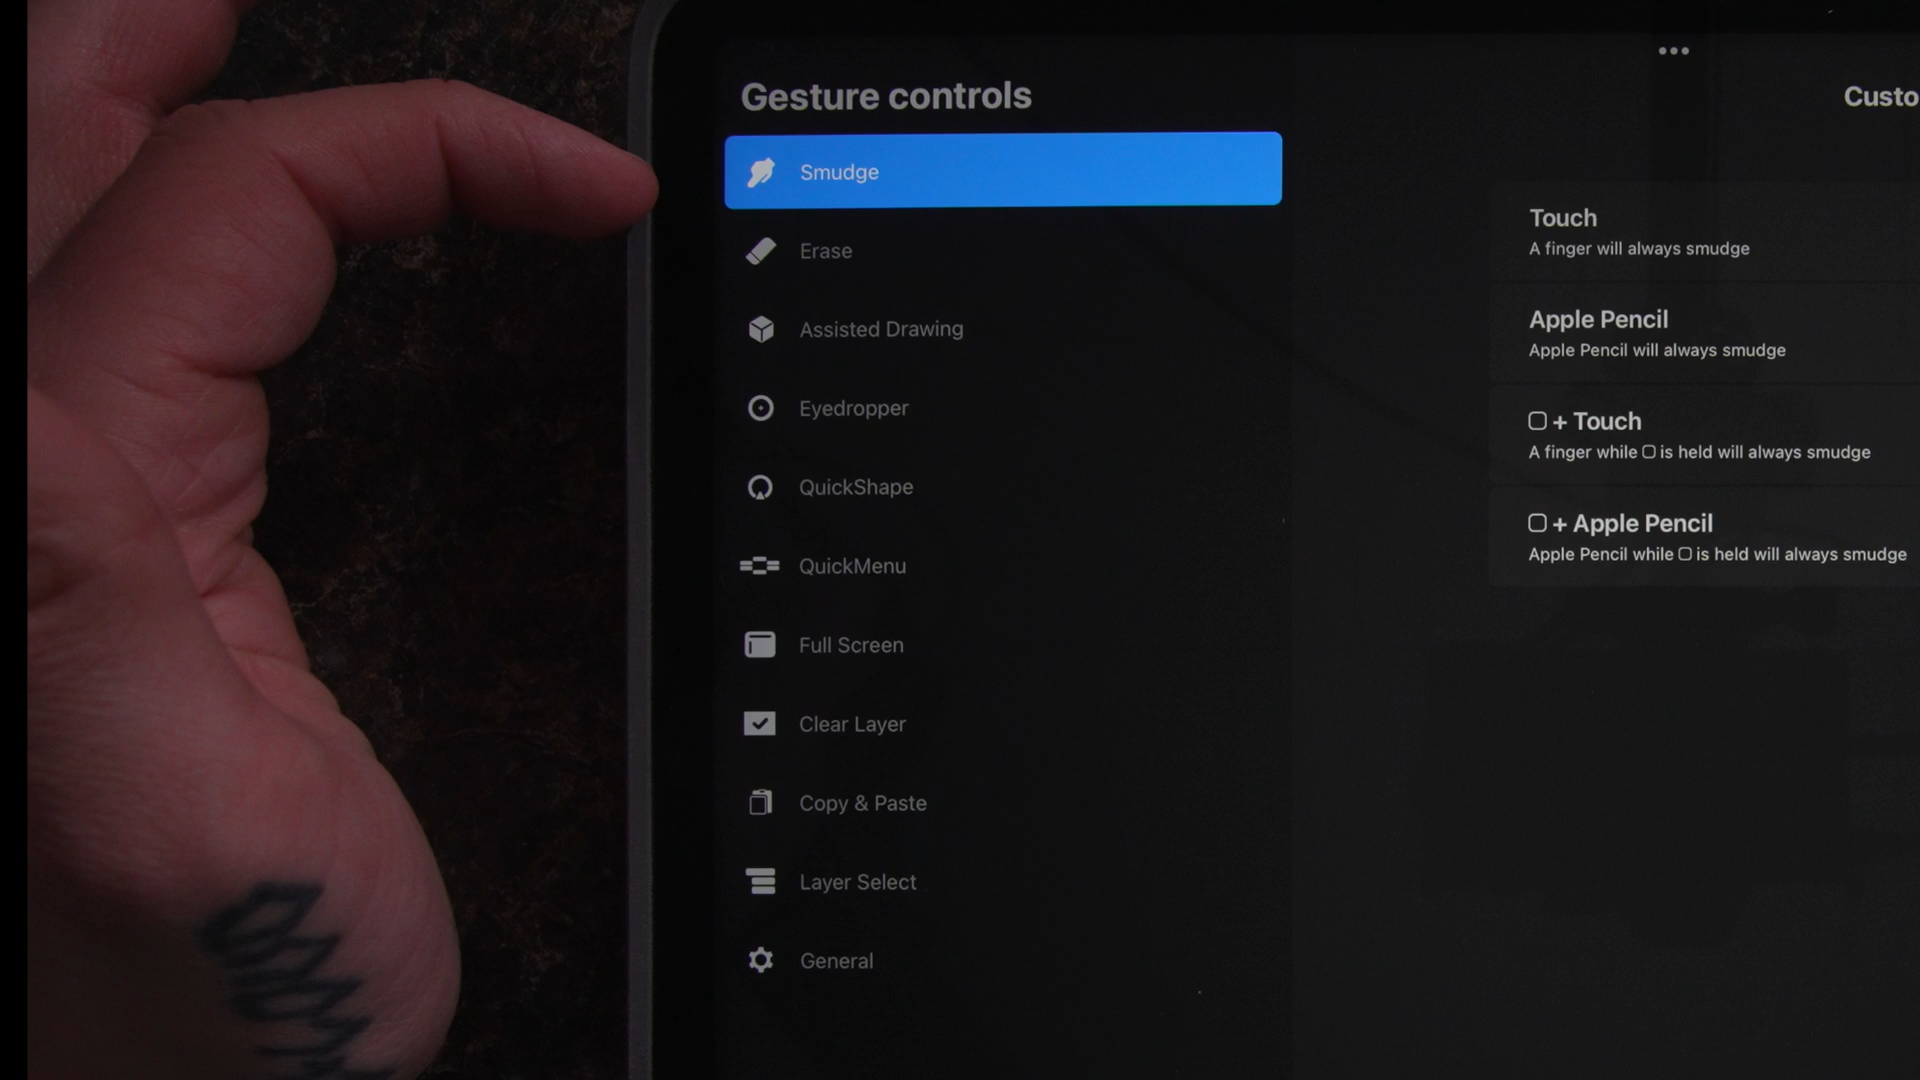 Gesture controls
Smudge
Erase
Assisted Drawing
Eyedropper
QuickShape
QuickMenu
Full Screen
Clear Layer
Copy & Paste
Layer Select
General
Custo
Touch
A finger will always smudge
Apple Pencil
Apple Pencil will always smudge
▢ + Touch
A finger while ▢ is held will always smudge
▢ + Apple Pencil
Apple Pencil while ▢ is held will always smudge